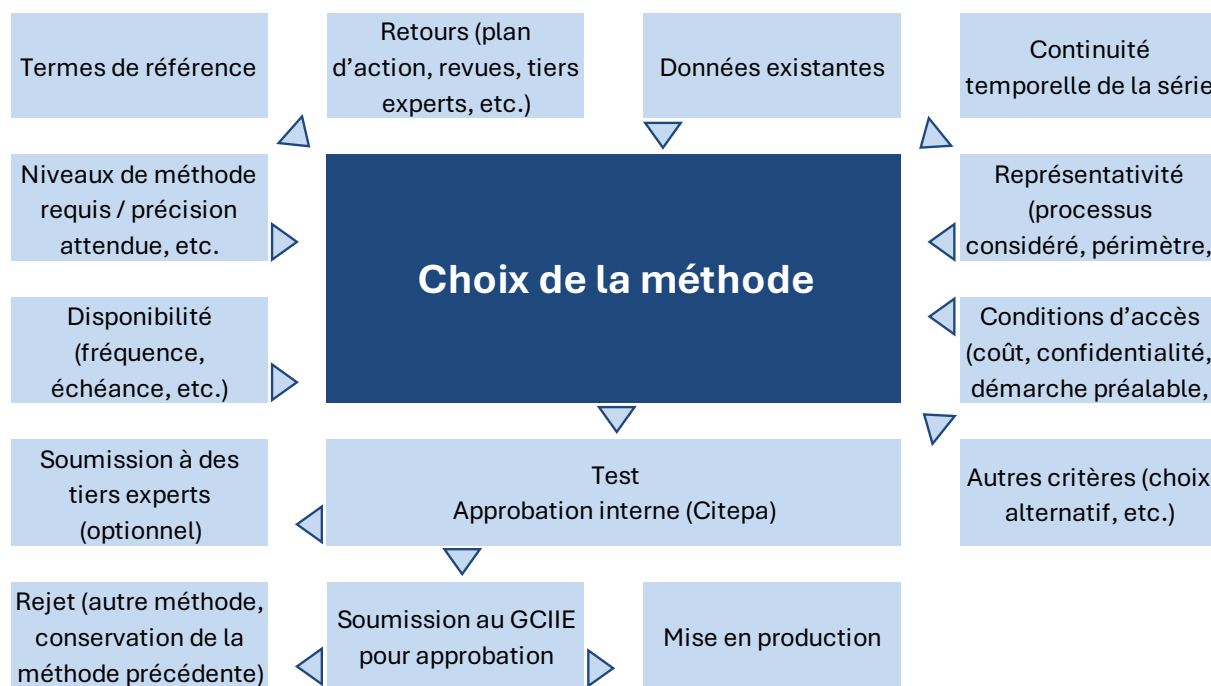 Termes de référence
Retours (plan
d’action, revues, tiers
experts, etc.)
Données existantes
Continuité
temporelle de la série
Niveaux de méthode
requis / précision
attendue, etc.
Choix de la méthode
Représentativité
(processus
considéré, périmètre,
Disponibilité
(fréquence,
échéance, etc.)
Conditions d’accès
(coût, confidentialité,
démarche préalable,
Soumission à des
tiers experts
(optionnel)
Test
Approbation interne (Citepa)
Autres critères (choix
alternatif, etc.)
Rejet (autre méthode,
conservation de la
méthode précédente)
Soumission au GCIIE
pour approbation
Mise en production